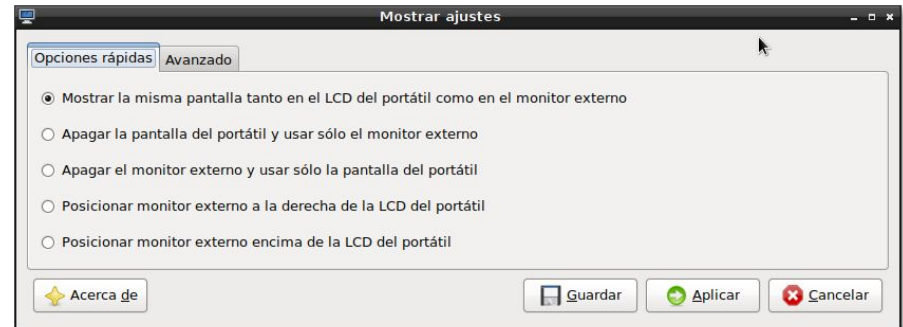 Mostrar ajustes
Opciones rápidas Avanzado
Mostrar la misma pantalla tanto en el LCD del portátil como en el monitor externo
Apagar la pantalla del portátil y usar sólo el monitor externo
Apagar el monitor externo y usar sólo la pantalla del portátil
Posicionar monitor externo a la derecha de la LCD del portátil
Posicionar monitor externo encima de la LCD del portátil
Acerca de Guardar Aplicar Cancelar